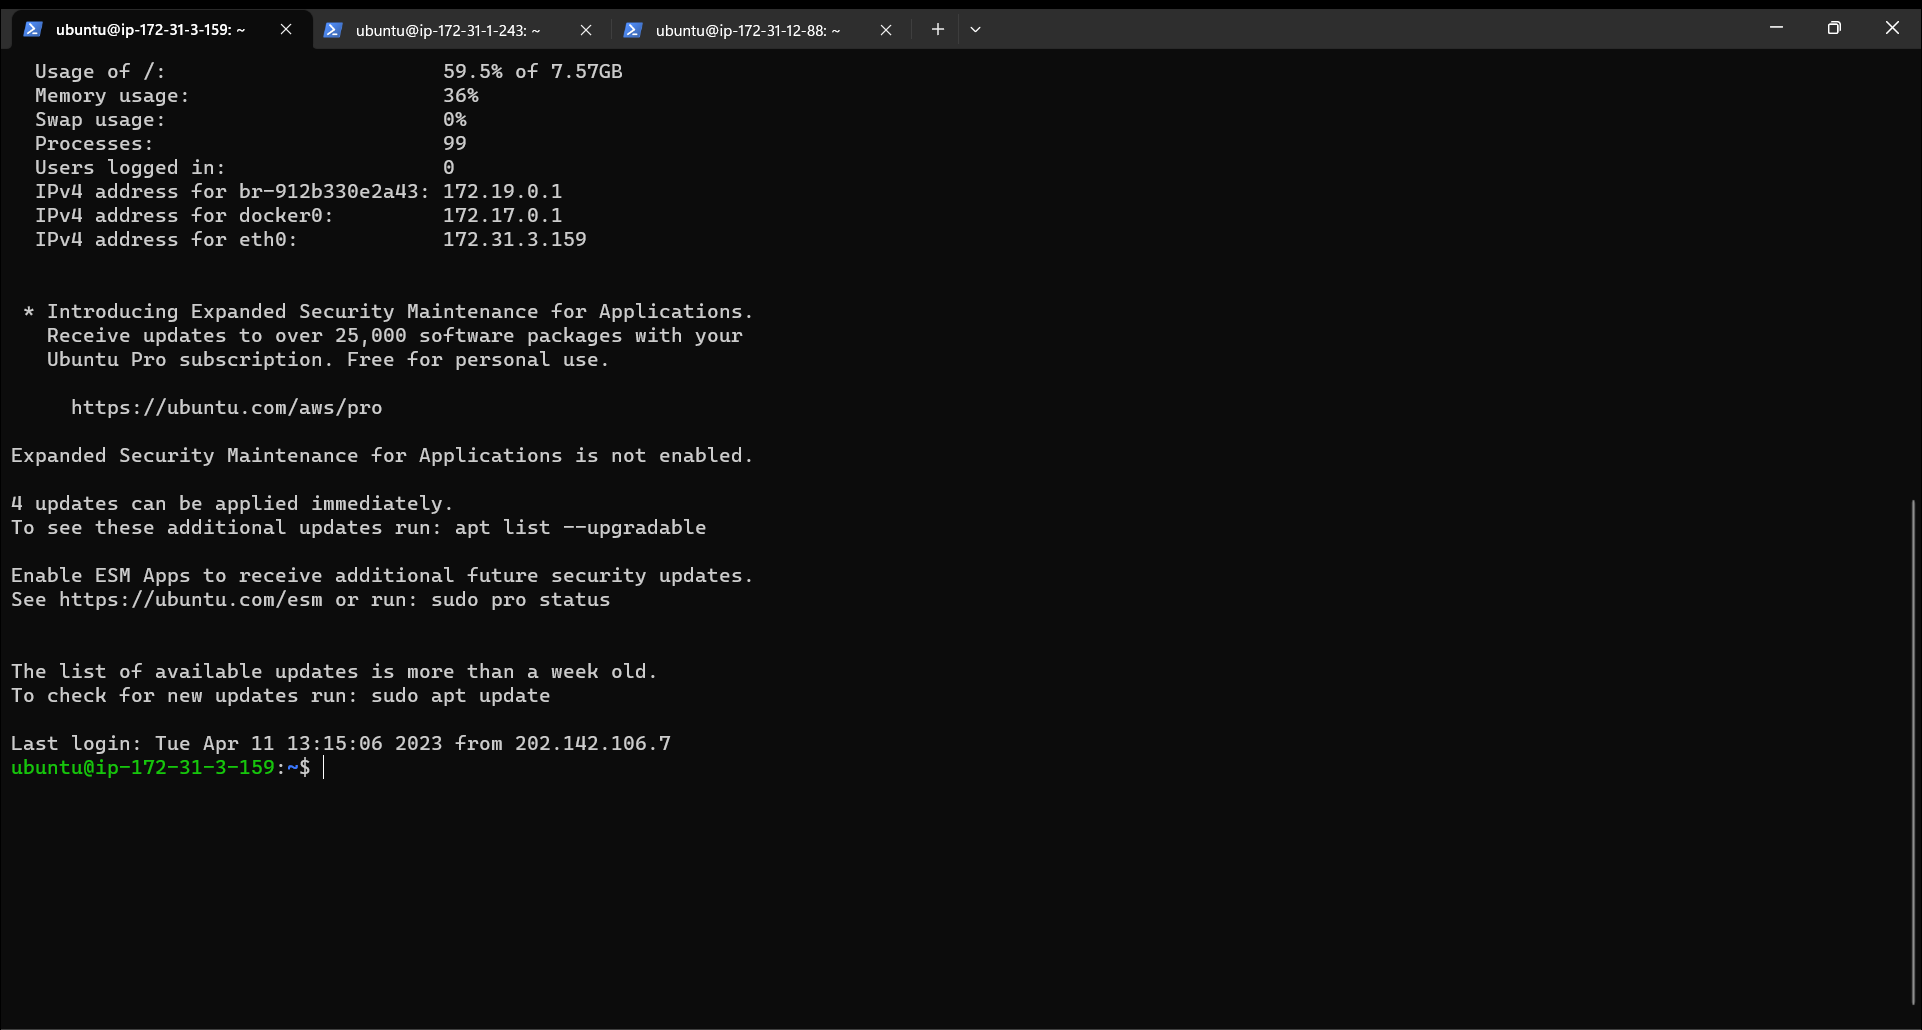 ubuntu@ip-172-31-3-159: ~
ubuntu@ip-172-31-1-243: ~
ubuntu@ip-172-31-12-88: ~
Usage of /: 59.5% of 7.57GB
Memory usage: 36%
Swap usage: 0%
Processes: 99
Users logged in: 0
IPv4 address for br-912b330e2a43: 172.19.0.1
IPv4 address for docker0: 172.17.0.1
IPv4 address for eth0: 172.31.3.159
* Introducing Expanded Security Maintenance for Applications.
Receive updates to over 25,000 software packages with your
Ubuntu Pro subscription. Free for personal use.
https://ubuntu.com/aws/pro
Expanded Security Maintenance for Applications is not enabled.
4 updates can be applied immediately.
To see these additional updates run: apt list --upgradable
Enable ESM Apps to receive additional future security updates.
See https://ubuntu.com/esm or run: sudo pro status
The list of available updates is more than a week old.
To check for new updates run: sudo apt update
Last login: Tue Apr 11 13:15:06 2023 from 202.142.106.7
ubuntu@ip-172-31-3-159:~$